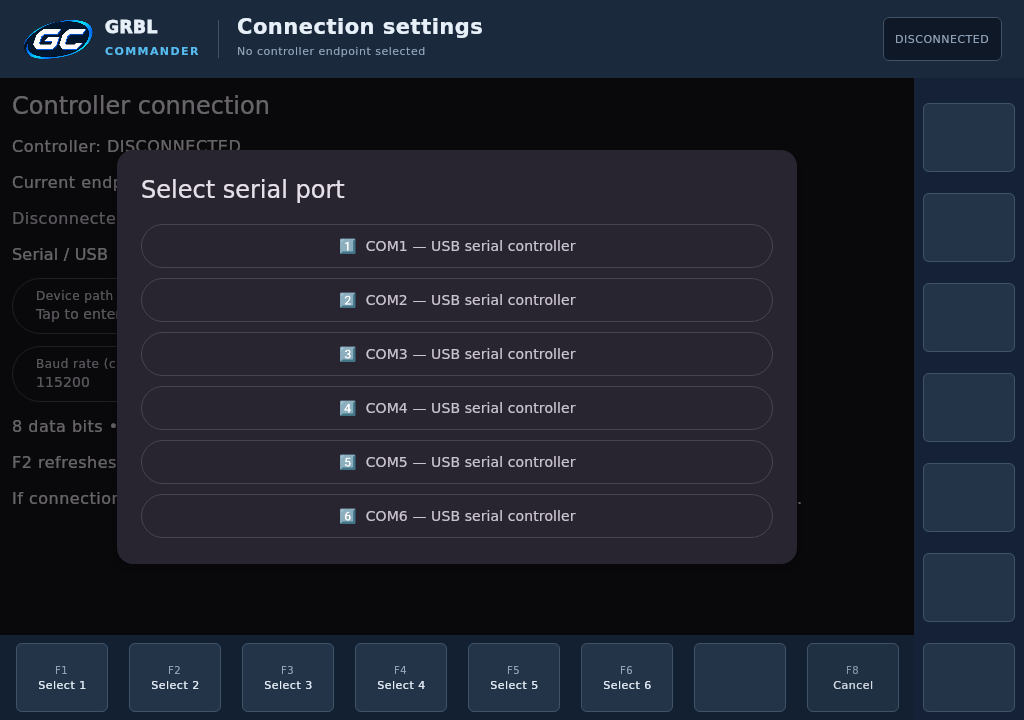 GC GRBL
COMMANDER
Connection settings
No controller endpoint selected
DISCONNECTED
Controller connection
Controller: DISCONNECTED
Current endp
Disconnecte
Serial / USB
Device path
Tap to enter
Baud rate (c
115200
8 data bits •
F2 refreshes
If connection
.
Select serial port
1 COM1 — USB serial controller
2 COM2 — USB serial controller
3 COM3 — USB serial controller
4 COM4 — USB serial controller
5 COM5 — USB serial controller
6 COM6 — USB serial controller
F1
Select 1
F2
Select 2
F3
Select 3
F4
Select 4
F5
Select 5
F6
Select 6
F8
Cancel